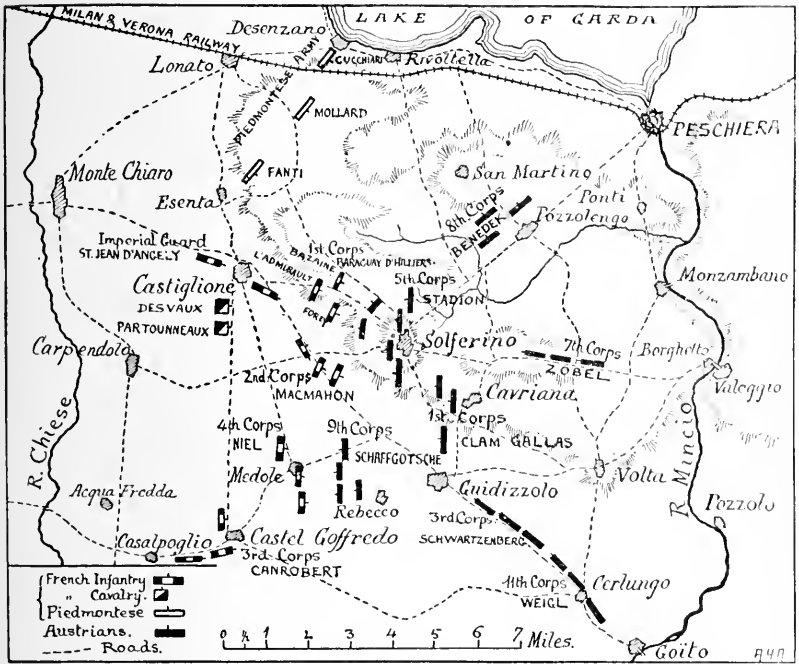 LAKE OF GARDA
MILAN & VERONA RAILWAY
Desenzano
Lonato
CUCCHIARI
Rivoltella
PIEDMONTESE ARMY
MOLLARD
PESCHIERA
FANTI
San Martino
Monte Chiaro
Esenta
8th Corps
BENEDEK
Ponti
Pozzolengo
Imperial Guard
ST. JEAN D'ANGELY
1st Corps
BARAGUAY D'HILLIERS.
BAZAINE
L'ADMIRAULT
FOREY
5th Corps
STADION
Castiglione
Monzambano
DESVAUX
PARTOUNNEAUX
Solferino
7th Corps
ZOBEL
Borghetto
Valeggio
Carpendola
2nd Corps
MACMAHON
Cavriana
1st Corps
CLAM GALLAS
4th Corps
NIEL
9th Corps
SCHAFFGOTSCHE
R. Chiese
R. Mincio
Medole
Volta
Guidizzolo
Acqua Fredda
Rebecco
Pozzolo
3rd Corps
SCHWARTZENBERG
Casalpoglio
Castel Goffredo
3rd Corps
CANROBERT
11th Corps
WEIGL
Cerlungo
French Infantry
" Cavalry.
Piedmontese
Austrians.
Roads.
0 ½ 1 2 3 4 5 6 7 Miles.
Goïto